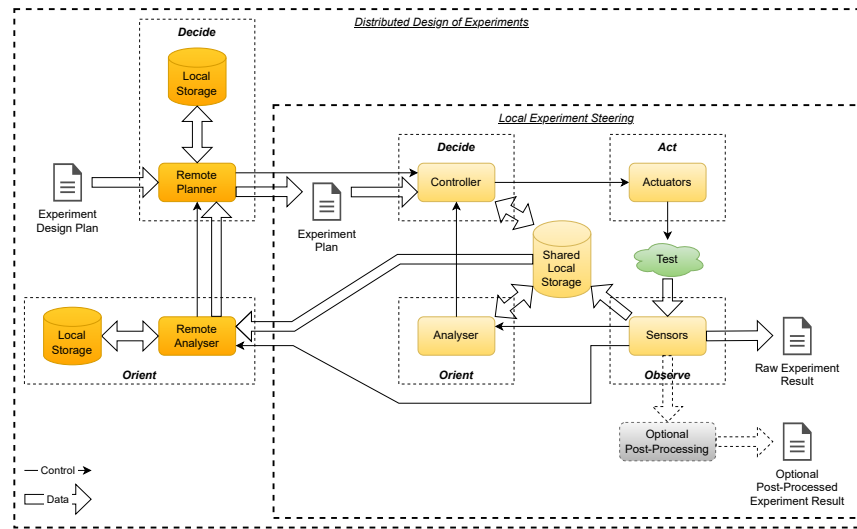 Distributed Design of Experiments
Decide
Local
Storage
Local Experiment Steering
Decide
Act
Remote
Planner
Controller
Actuators
Experiment
Design Plan
Experiment
Plan
Shared
Local
Storage
Test
Local
Storage
Remote
Analyser
Analyser
Sensors
Orient
Orient
Observe
Raw Experiment
Result
Optional
Post-Processing
Control
Data
Optional
Post-Processed
Experiment Result